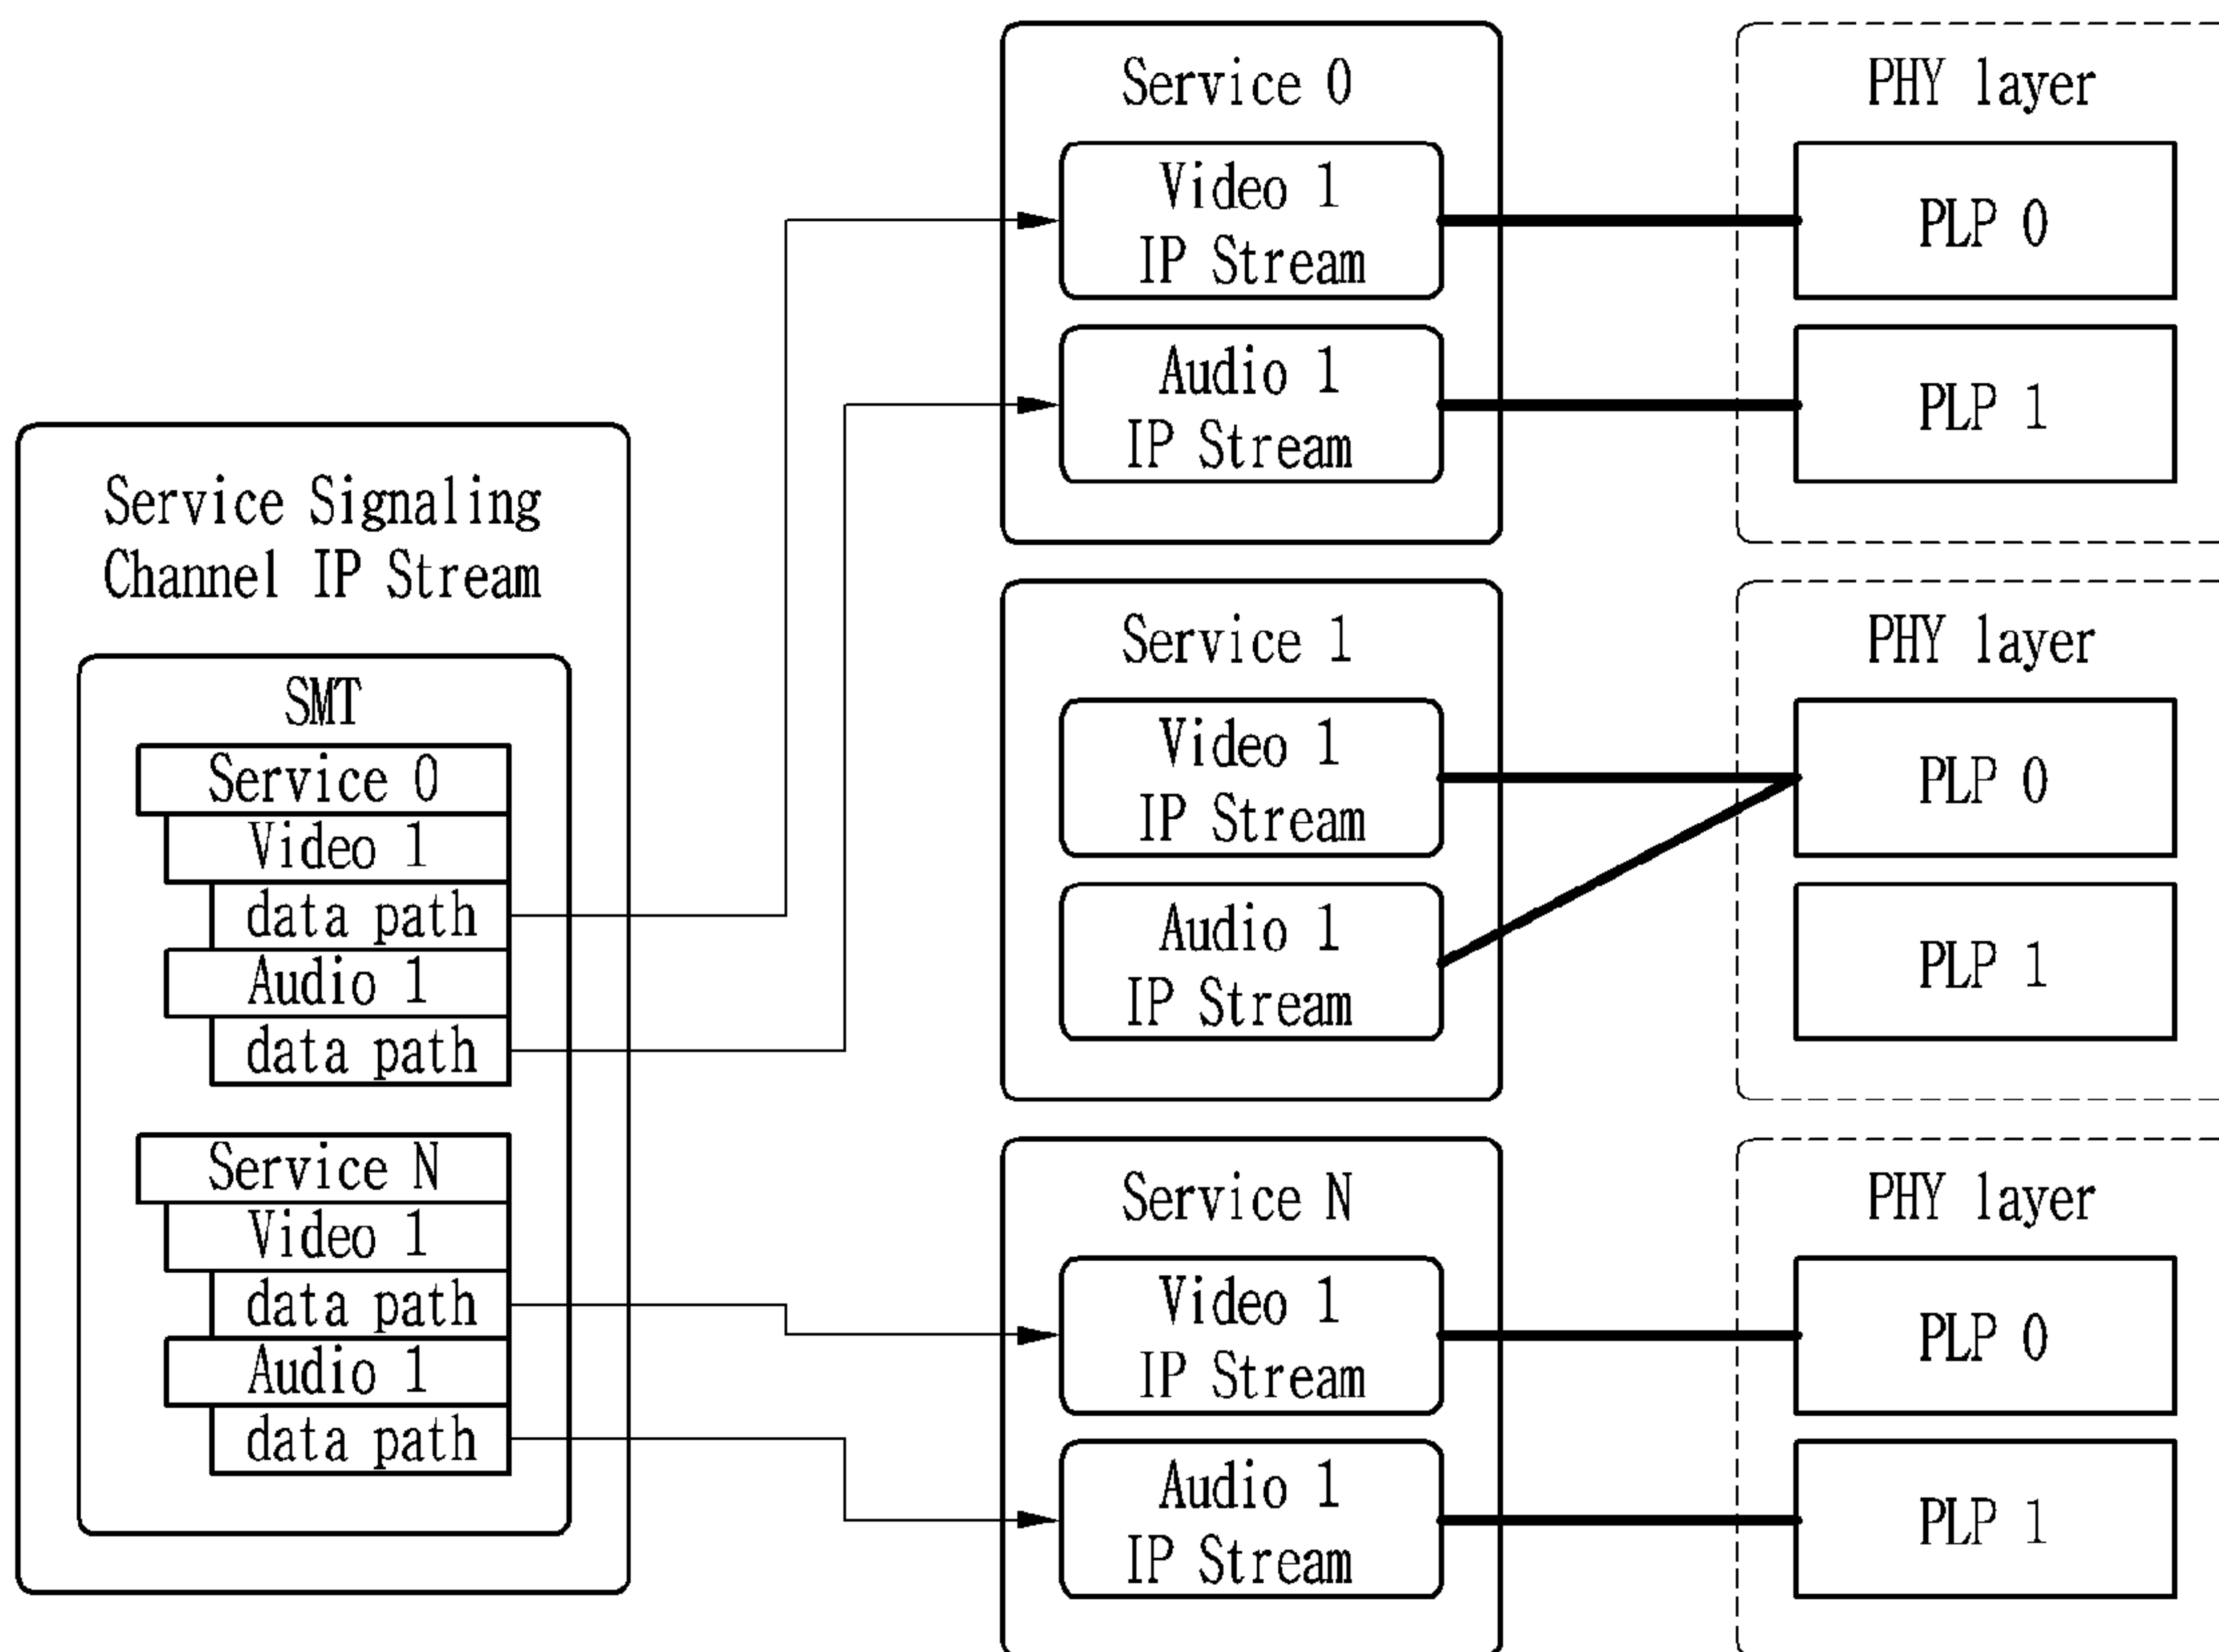 Service Signaling
Channel IP Stream
SMT
Service 0
Video 1
data path
Audio 1
data path
Service N
Video 1
data path
Audio 1
data path
Service 0
Video 1
IP Stream
Audio 1
IP Stream
Service 1
Video 1
IP Stream
Audio 1
IP Stream
Service N
Video 1
IP Stream
Audio 1
IP Stream
PHY layer
PLP 0
PLP 1
PHY layer
PLP 0
PLP 1
PHY layer
PLP 0
PLP 1